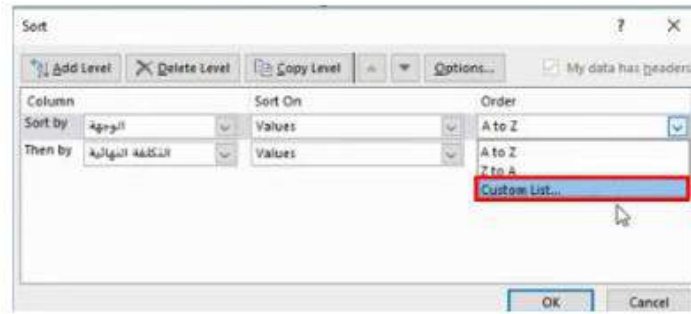 Sort ? ×
Add Level Delete Level Copy Level Options... My data has headers
Column Sort On Order
Sort by الوجهة Values A to Z
Then by التكلفة النهائية Values A to Z
Z to A
Custom List...
OK Cancel